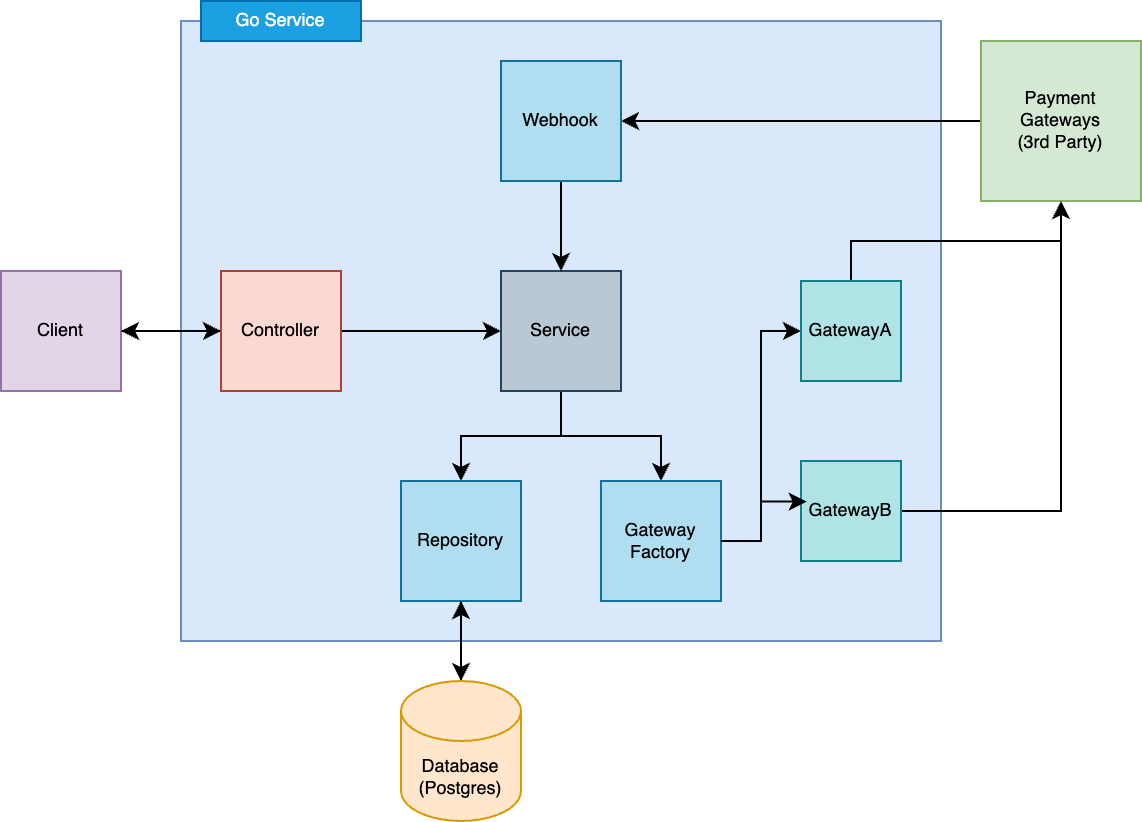 Go Service
Webhook
Payment
Gateways
(3rd Party)
Client
Controller
Service
GatewayA
Repository
Gateway
Factory
GatewayB
Database
(Postgres)